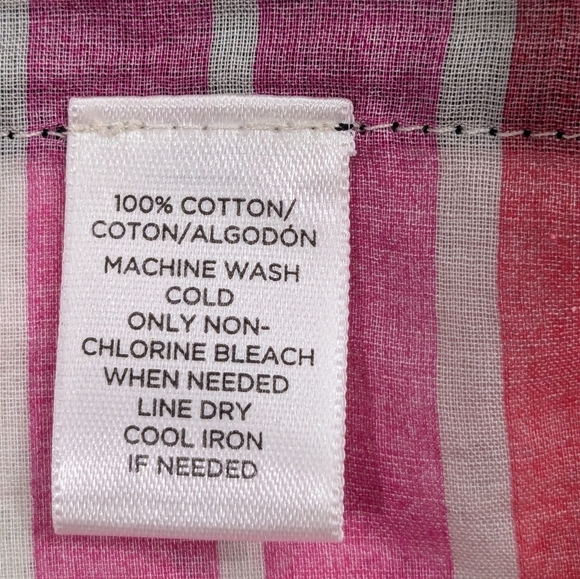 100% COTTON/
COTON/ALGODÓN
MACHINE WASH
COLD
ONLY NON-
CHLORINE BLEACH
WHEN NEEDED
LINE DRY
COOL IRON
IF NEEDED